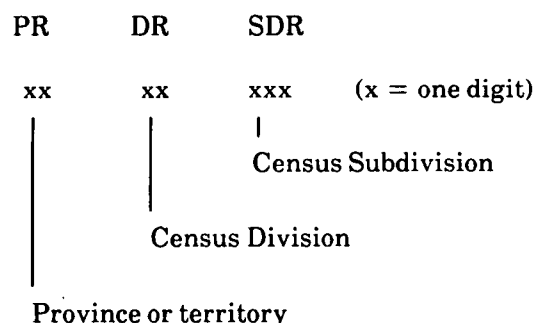 PR DR SDR
xx xx xxx (x = one digit)
Census Subdivision
Census Division
Province or territory